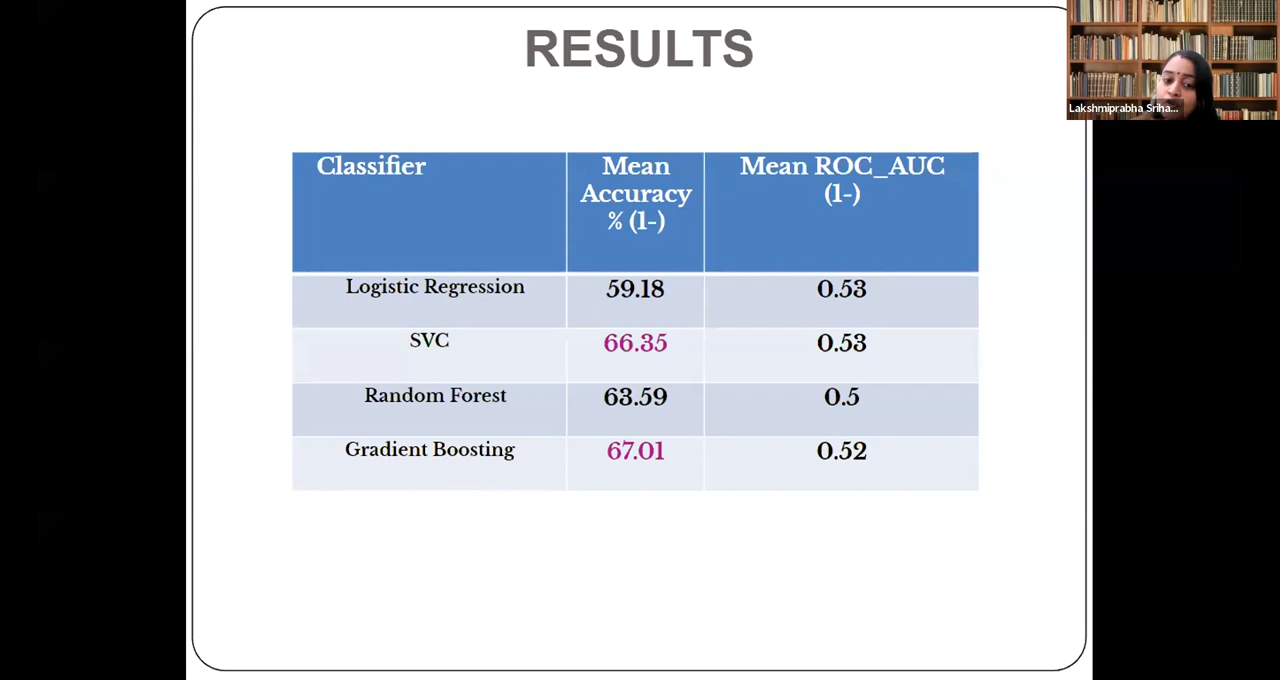 RESULTS
Lakshmiprabha Sriha...
Classifier
Mean
Accuracy
% (1-)
Mean ROC_AUC
(1-)
Logistic Regression 59.18 0.53
SVC 66.35 0.53
Random Forest 63.59 0.5
Gradient Boosting 67.01 0.52